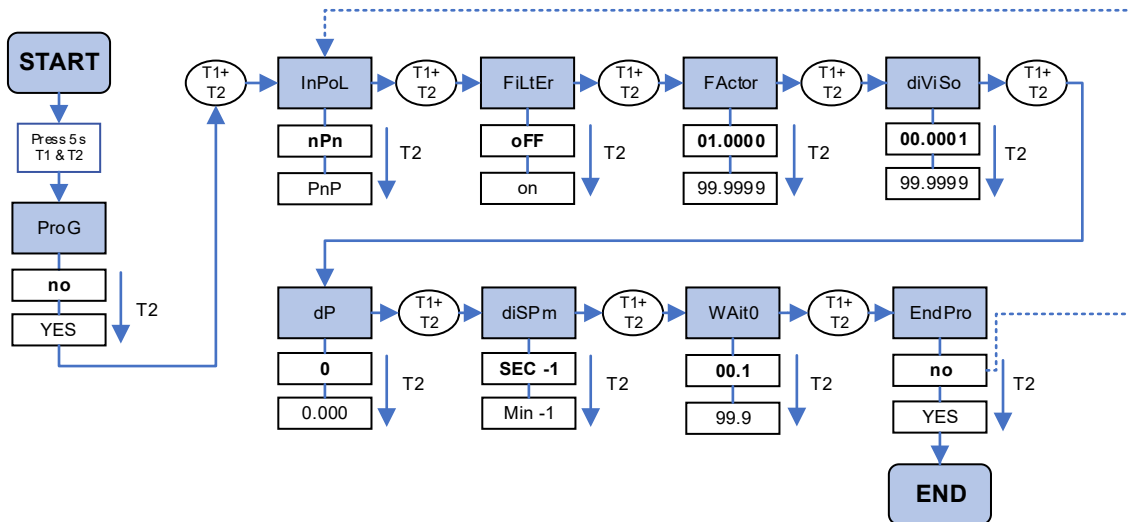 START
Press 5 s
T1 & T2
ProG
no
YES
T2
T1+
T2
InPoL
nPn
PnP
T2
T1+
T2
FiLtEr
oFF
on
T2
T1+
T2
FActor
01.0000
99.9999
T2
T1+
T2
diViSo
00.0001
99.9999
T2
T1+
T2
dP
0
0.000
T2
T1+
T2
diSPm
SEC -1
Min -1
T2
T1+
T2
WAit0
00.1
99.9
T2
T1+
T2
EndPro
no
YES
T2
END